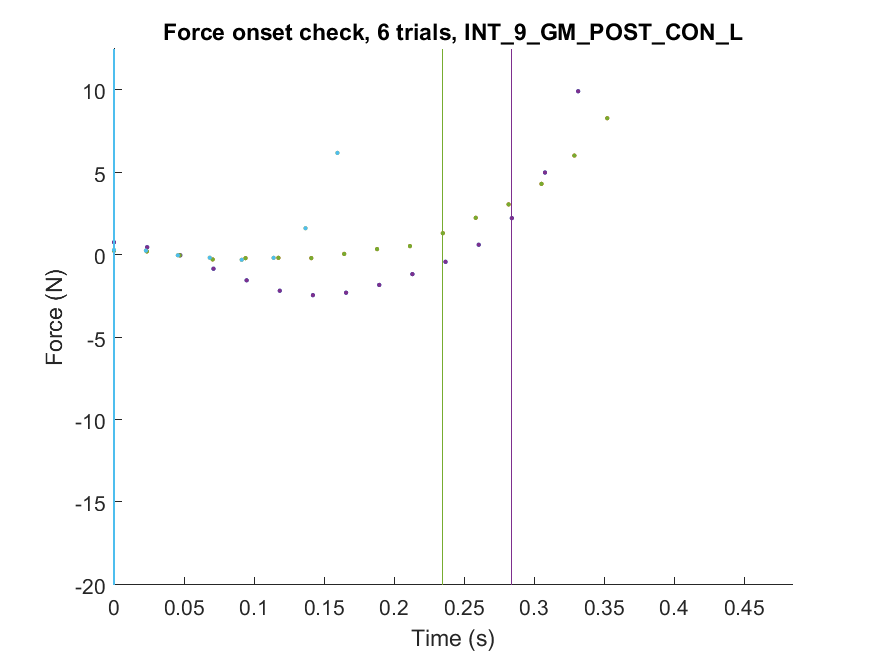 Force onset check, 6 trials, INT_9_GM_POST_CON_L
10
5
0
-5
-10
-15
-20
Force (N)
0 0.05 0.1 0.15 0.2 0.25 0.3 0.35 0.4 0.45
Time (s)